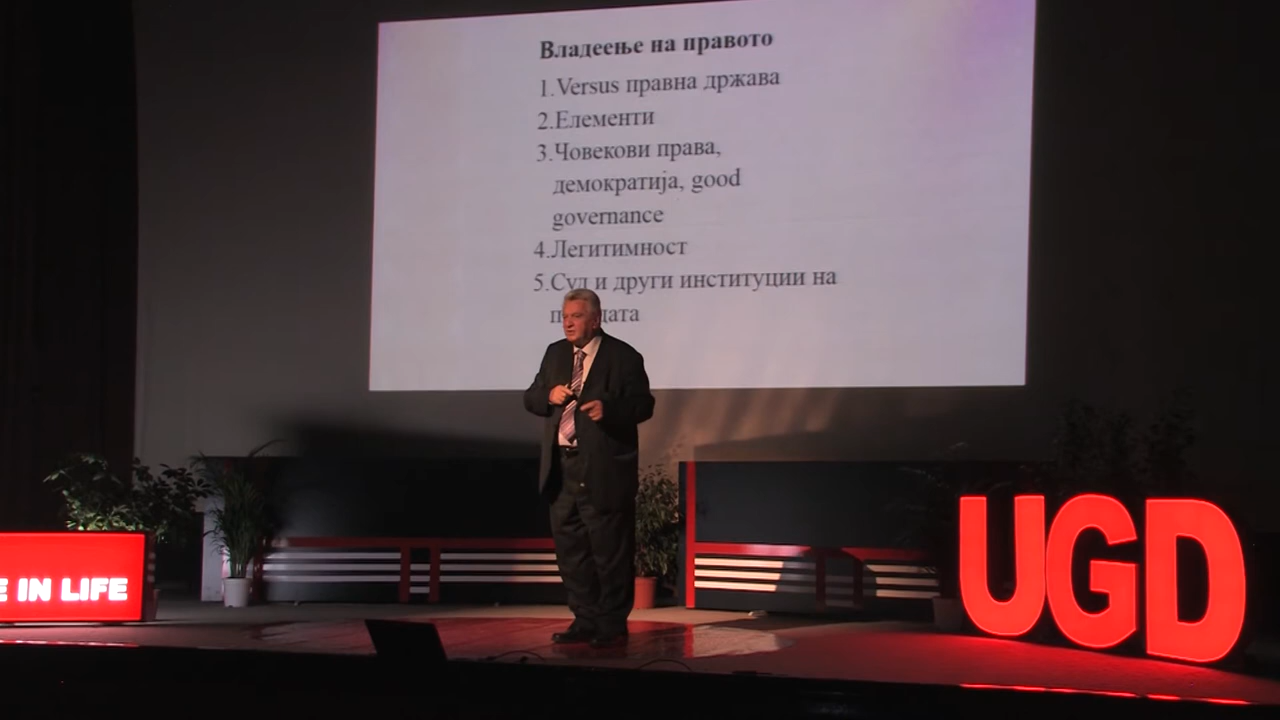 Владеење на правото
1.Versus правна држава
2.Елементи
3.Човекови права,
демократија, good
governance
4.Легитимност
5.Суд и други институции на
E IN LIFE
UGD